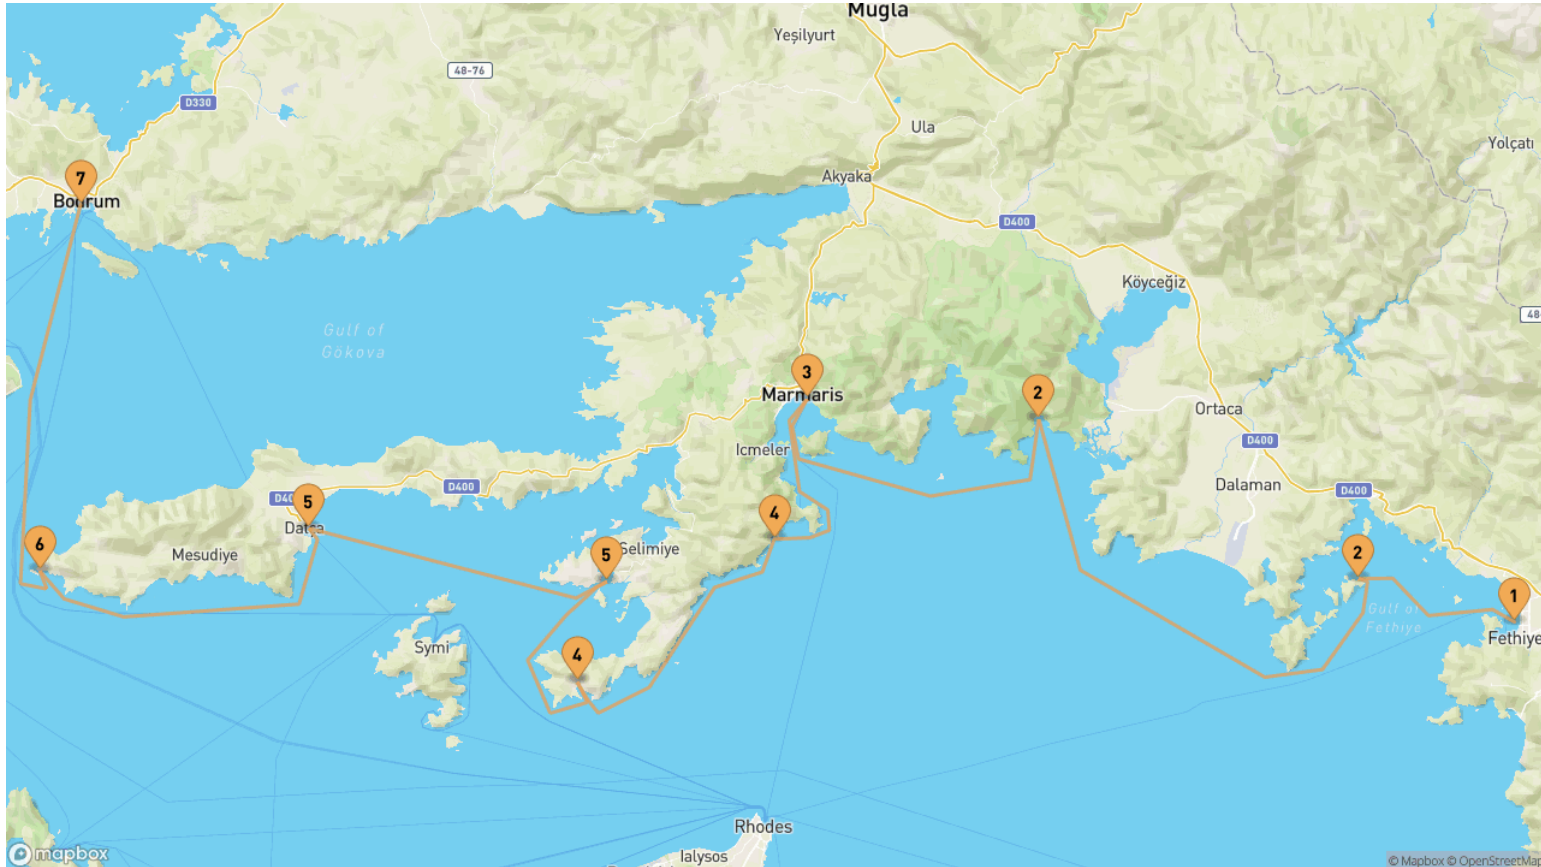 Mugla
Yeşilyurt
48-76
D330
Ula
Yolçatı
7
Bodrum
Akyaka
D400
Köyceğiz
48-
Gulf of
Gökova
3
Marmaris
2
Ortaca
D400
Icmeler
D400
Dalaman
D400
5
Datça
4
6
Mesudiye
5
Selimiye
2
1
Gulf of
Fethiye
Fethiye
Symi
4
Rhodes
Ialysos
mapbox
© Mapbox © OpenStreetMap